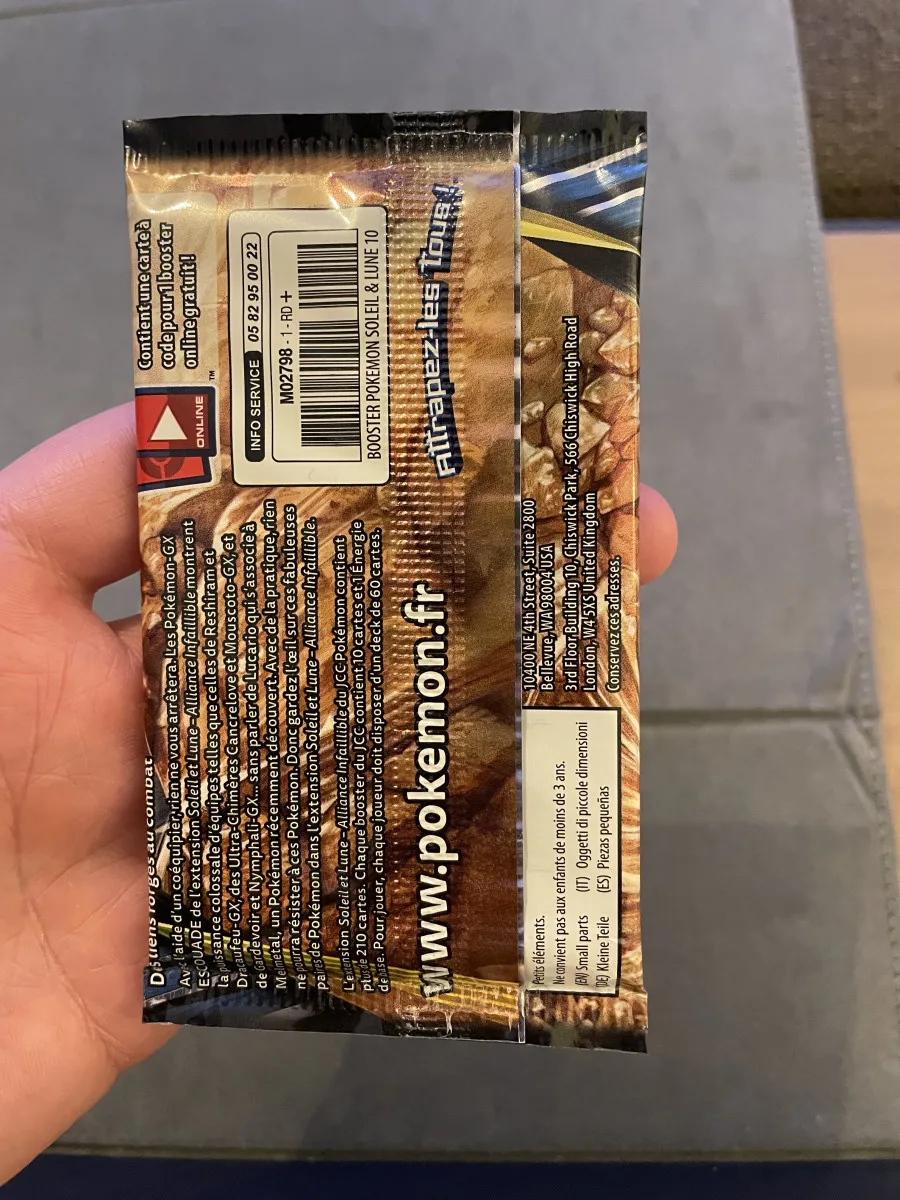 Des liens forgés au combat
l'aide d'un coéquipier, rien ne vous arrêtera. Les Pokémon-GX
ESCOUADE de l'extension Soleil et Lune – Alliance Infaillible montrent
la puissance colossale d'équipes telles que celles de Reshiram et
Dracaufeu-GX, des Ultra-Chimères Cancrelove et Mouscoto-GX, et
de Gardevoir et Nymphali-GX... sans parler de Lucario qui s'associe à
Melmetal, un Pokémon récemment découvert. Avec de la pratique, rien
ne pourra résister à ces Pokémon. Donc gardez l'œil sur ces fabuleuses
paires de Pokémon dans l'extension Soleil et Lune – Alliance Infaillible.
L'extension Soleil et Lune – Alliance Infaillible du JCC Pokémon contient
plus de 210 cartes. Chaque booster du JCC contient 10 cartes et 1 Énergie
de base. Pour jouer, chaque joueur doit disposer d'un deck de 60 cartes.
ONLINE
™
Contient une carte à
code pour 1 booster
online gratuit !
INFO SERVICE 05 82 95 00 22
M02798 - 1 - RD +
BOOSTER POKEMON SOLEIL & LUNE 10
www.pokemon.fr
Attrapez-les Tous!
Petits éléments.
Ne convient pas aux enfants de moins de 3 ans.
(EN) Small parts (IT) Oggetti di piccole dimensioni
(DE) Kleine Teile (ES) Piezas pequeñas
10400 NE 4th Street, Suite 2800
Bellevue, WA 98004 USA
3rd Floor, Building 10, Chiswick Park, 566 Chiswick High Road
London, W4 5XS United Kingdom
Conservez ces adresses.